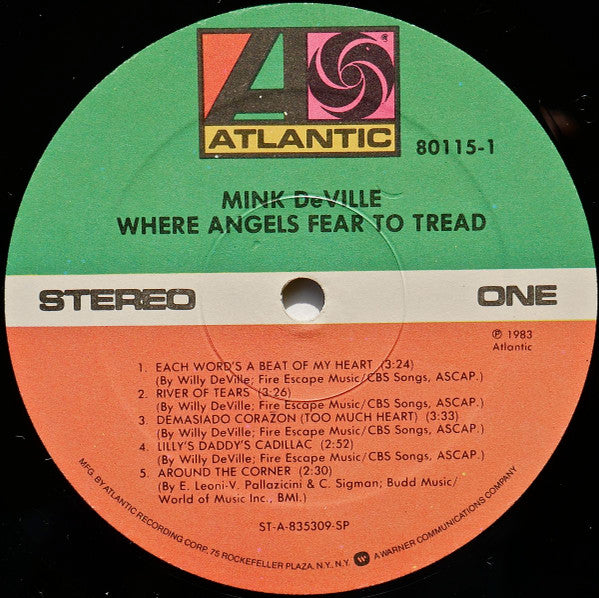 ATLANTIC
80115-1
MINK DeVILLE
WHERE ANGELS FEAR TO TREAD
STEREO
ONE
℗ 1983
Atlantic
1. EACH WORD'S A BEAT OF MY HEART (3:24)
(By Willy DeVille; Fire Escape Music/CBS Songs, ASCAP.)
2. RIVER OF TEARS (3:26)
(By Willy DeVille; Fire Escape Music/CBS Songs, ASCAP.)
3. DEMASIADO CORAZON (TOO MUCH HEART) (3:33)
(By Willy DeVille; Fire Escape Music/CBS Songs, ASCAP.)
4. LILLY'S DADDY'S CADILLAC (2:52)
(By Willy DeVille; Fire Escape Music/CBS Songs, ASCAP.)
5. AROUND THE CORNER (2:30)
(By E. Leoni-V. Pallazicini & C. Sigman; Budd Music/
World of Music Inc., BMI.)
ST-A-835309-SP
MFG. BY ATLANTIC RECORDING CORP. 75 ROCKEFELLER PLAZA, N.Y. N.Y. W A WARNER COMMUNICATIONS COMPANY